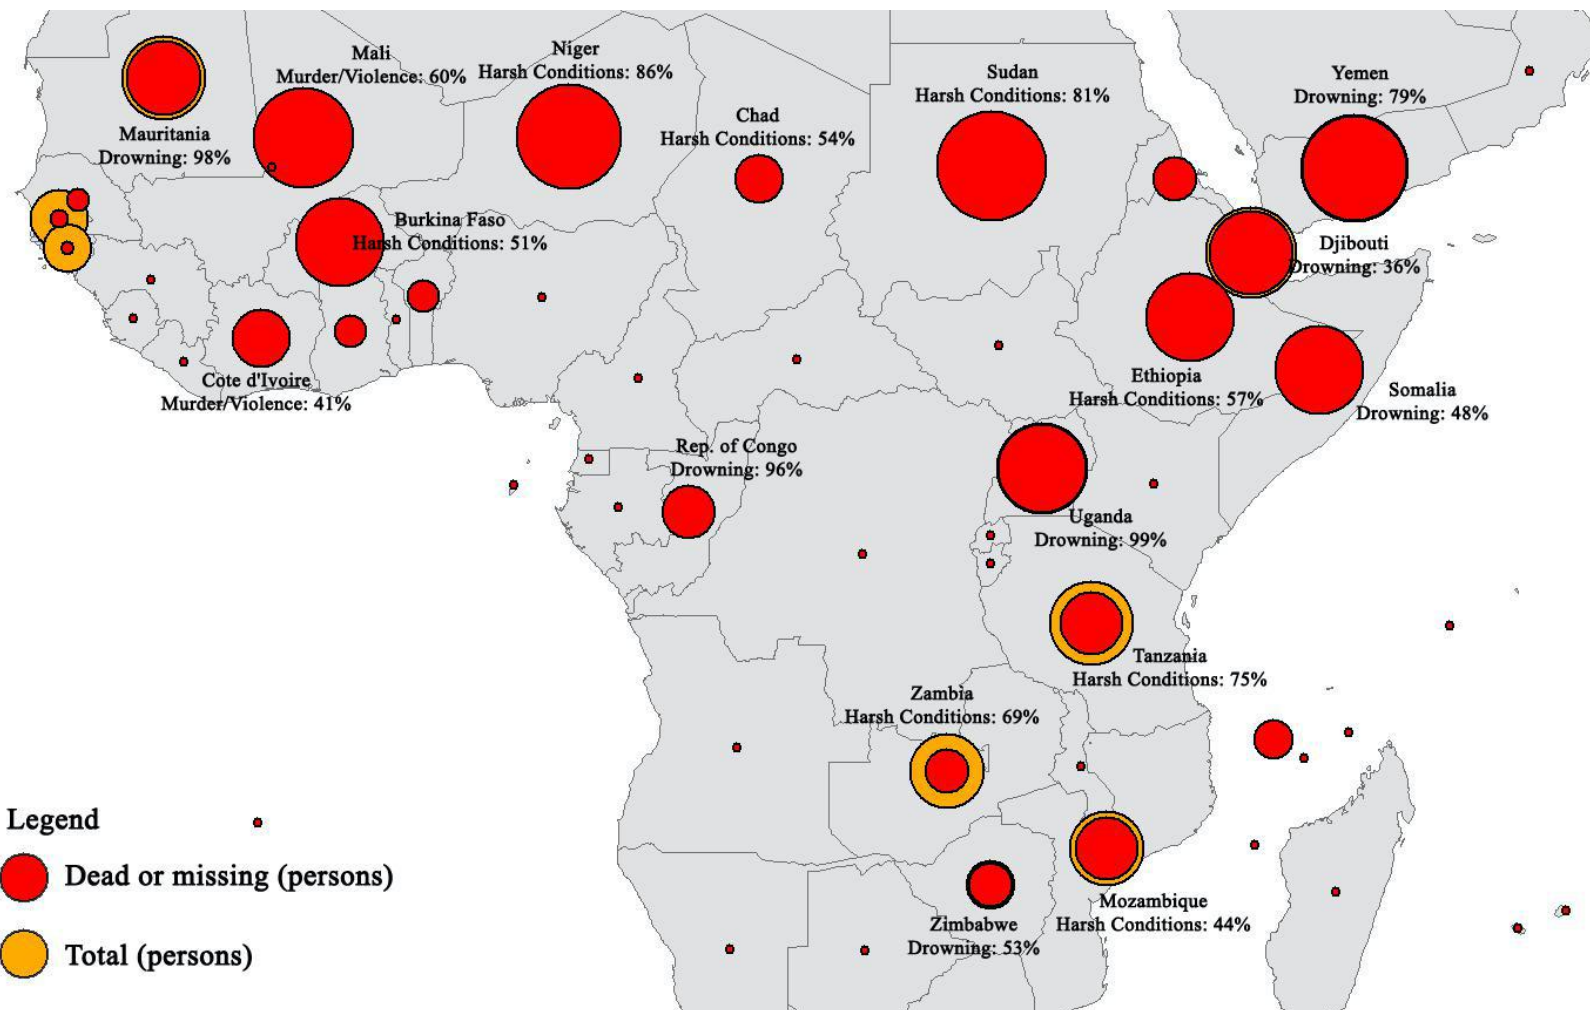 Mali
Murder/Violence: 60%
Niger
Harsh Conditions: 86%
Sudan
Harsh Conditions: 81%
Yemen
Drowning: 79%
Chad
Harsh Conditions: 54%
Mauritania
Drowning: 98%
Burkina Faso
Harsh Conditions: 51%
Djibouti
Drowning: 36%
Cote d'Ivoire
Murder/Violence: 41%
Ethiopia
Harsh Conditions: 57%
Somalia
Drowning: 48%
Rep. of Congo
Drowning: 96%
Uganda
Drowning: 99%
Tanzania
Harsh Conditions: 75%
Zambia
Harsh Conditions: 69%
Mozambique
Harsh Conditions: 44%
Zimbabwe
Drowning: 53%
Legend
Dead or missing (persons)
Total (persons)